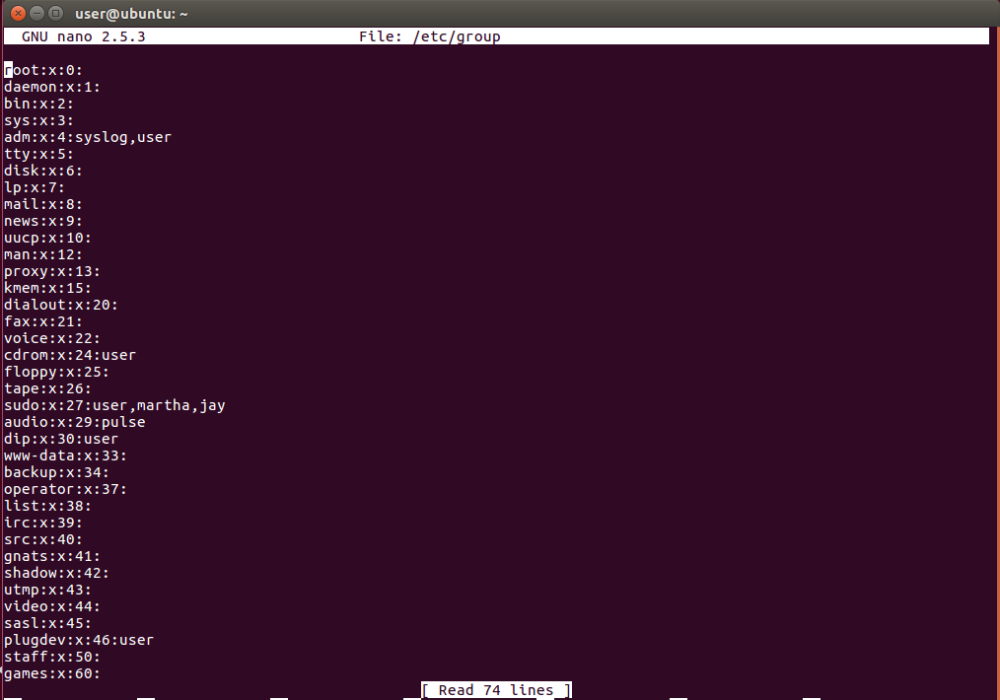 user@ubuntu: ~
GNU nano 2.5.3 File: /etc/group
root:x:0:
daemon:x:1:
bin:x:2:
sys:x:3:
adm:x:4:syslog,user
tty:x:5:
disk:x:6:
lp:x:7:
mail:x:8:
news:x:9:
uucp:x:10:
man:x:12:
proxy:x:13:
kmem:x:15:
dialout:x:20:
fax:x:21:
voice:x:22:
cdrom:x:24:user
floppy:x:25:
tape:x:26:
sudo:x:27:user,martha,jay
audio:x:29:pulse
dip:x:30:user
www-data:x:33:
backup:x:34:
operator:x:37:
list:x:38:
irc:x:39:
src:x:40:
gnats:x:41:
shadow:x:42:
utmp:x:43:
video:x:44:
sasl:x:45:
plugdev:x:46:user
staff:x:50:
games:x:60:
[ Read 74 lines ]